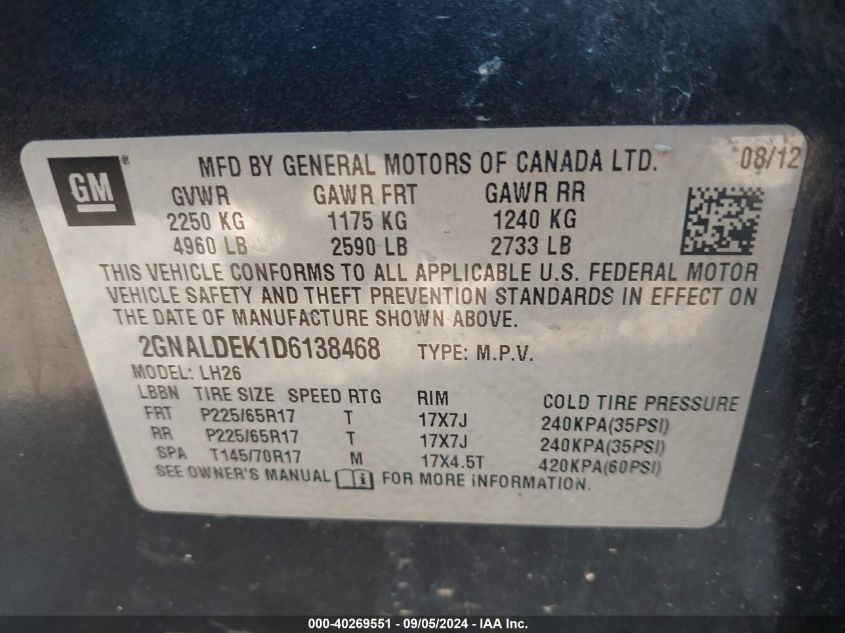 GM ® MFD BY GENERAL MOTORS OF CANADA LTD. 08/12
GVWR GAWR FRT GAWR RR
2250 KG 1175 KG 1240 KG
4960 LB 2590 LB 2733 LB
THIS VEHICLE CONFORMS TO ALL APPLICABLE U.S. FEDERAL MOTOR
VEHICLE SAFETY AND THEFT PREVENTION STANDARDS IN EFFECT ON
THE DATE OF MANUFACTURE SHOWN ABOVE.
2GNALDEK1D6138468 TYPE: M.P.V.
MODEL: LH26
LBBN TIRE SIZE SPEED RTG RIM COLD TIRE PRESSURE
FRT P225/65R17 T 17X7J 240KPA(35PSI)
RR P225/65R17 T 17X7J 240KPA(35PSI)
SPA T145/70R17 M 17X4.5T 420KPA(60PSI)
SEE OWNER'S MANUAL i FOR MORE INFORMATION.
000-40269551 - 09/05/2024 - IAA Inc.